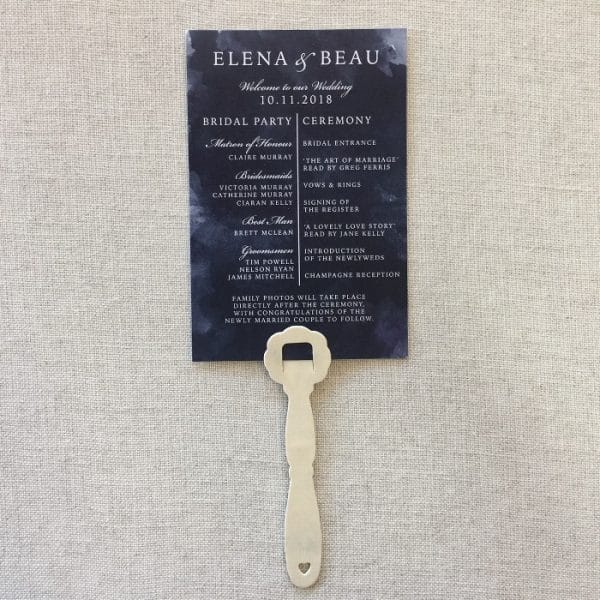 ELENA & BEAU
Welcome to our Wedding
10.11.2018
BRIDAL PARTY
Matron of Honour
CLAIRE MURRAY
Bridesmaids
VICTORIA MURRAY
CATHERINE MURRAY
CIARAN KELLY
Best Man
BRETT MCLEAN
Groomsmen
TIM POWELL
NELSON RYAN
JAMES MITCHELL
CEREMONY
BRIDAL ENTRANCE
'THE ART OF MARRIAGE'
READ BY GREG FERRIS
VOWS & RINGS
SIGNING OF
THE REGISTER
'A LOVELY LOVE STORY'
READ BY JANE KELLY
INTRODUCTION
OF THE NEWLYWEDS
CHAMPAGNE RECEPTION
FAMILY PHOTOS WILL TAKE PLACE
DIRECTLY AFTER THE CEREMONY,
WITH CONGRATULATIONS OF THE
NEWLY MARRIED COUPLE TO FOLLOW.